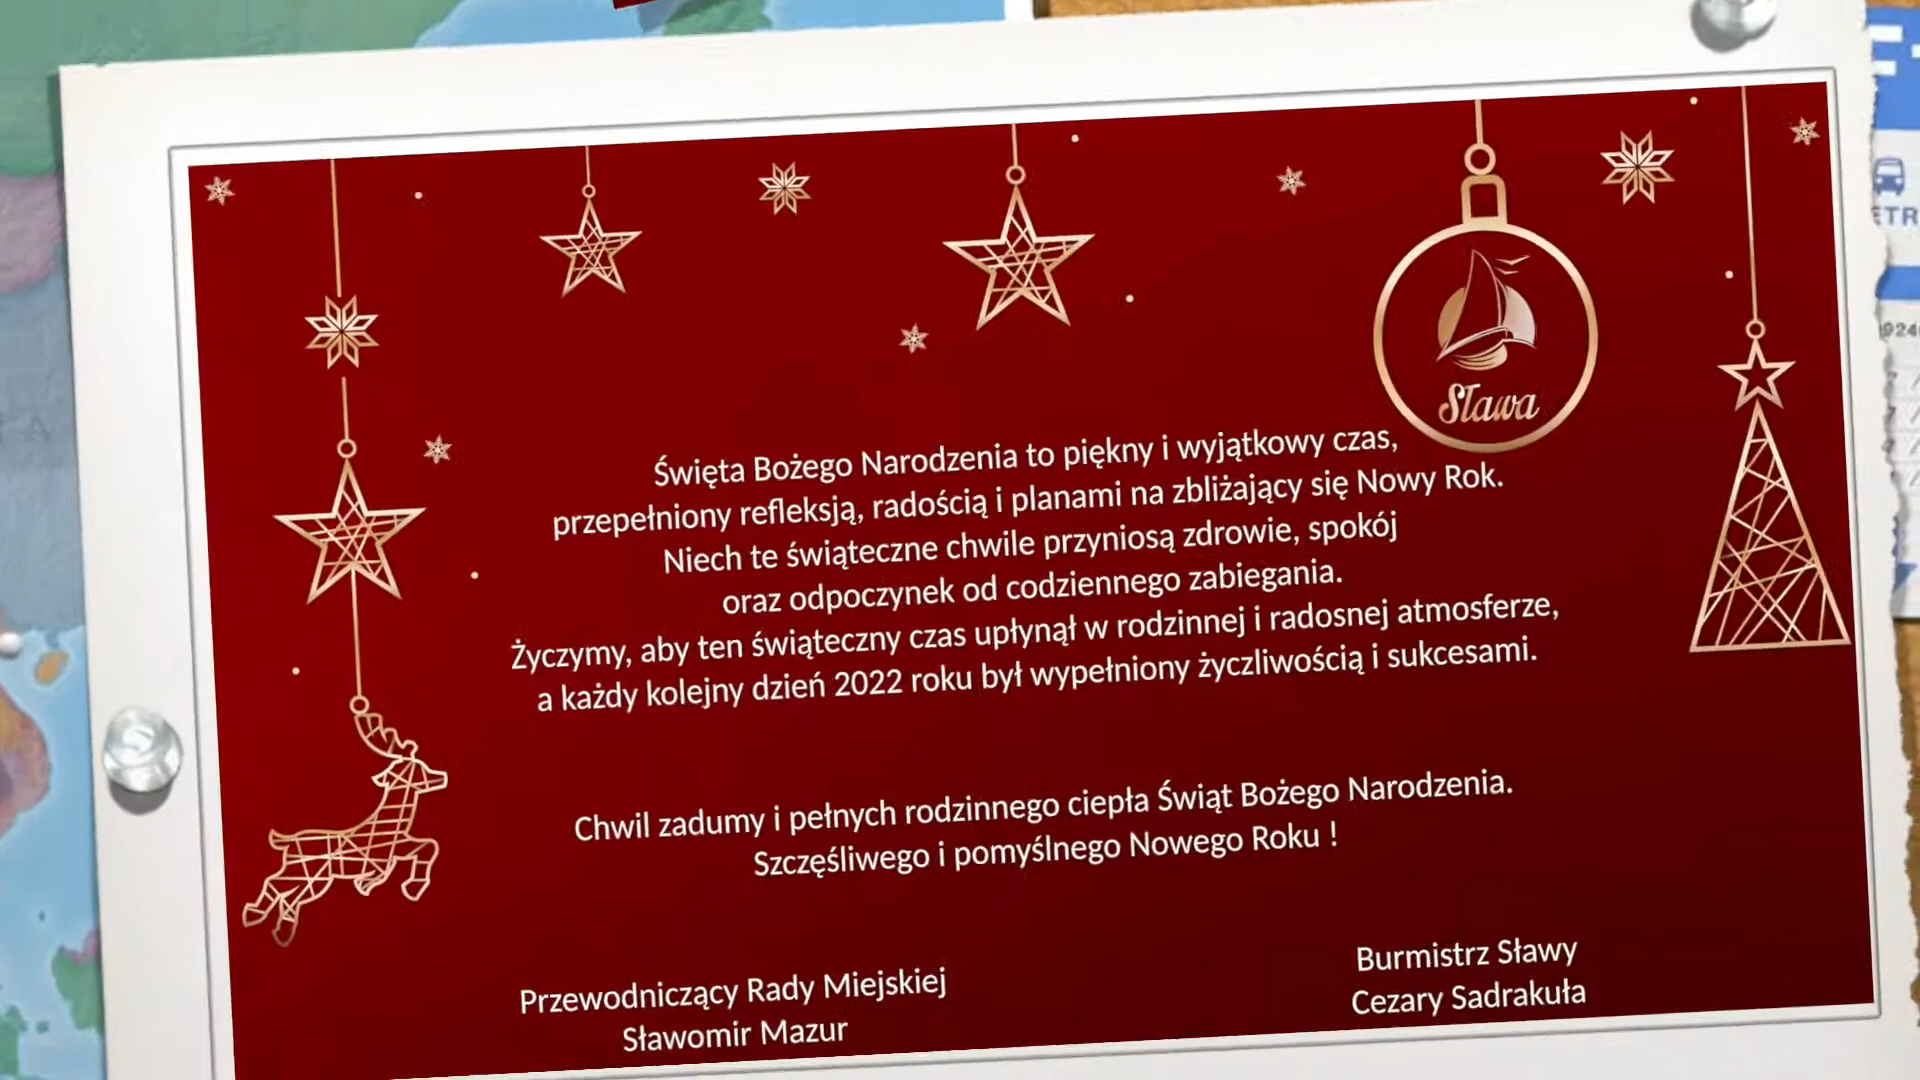 Sława
Święta Bożego Narodzenia to piękny i wyjątkowy czas,
przepełniony refleksją, radością i planami na zbliżający się Nowy Rok.
Niech te świąteczne chwile przyniosą zdrowie, spokój
oraz odpoczynek od codziennego zabiegania.
Życzymy, aby ten świąteczny czas upłynął w rodzinnej i radosnej atmosferze,
a każdy kolejny dzień 2022 roku był wypełniony życzliwością i sukcesami.
Chwil zadumy i pełnych rodzinnego ciepła Świąt Bożego Narodzenia.
Szczęśliwego i pomyślnego Nowego Roku !
Przewodniczący Rady Miejskiej
Sławomir Mazur
Burmistrz Sławy
Cezary Sadrakuła